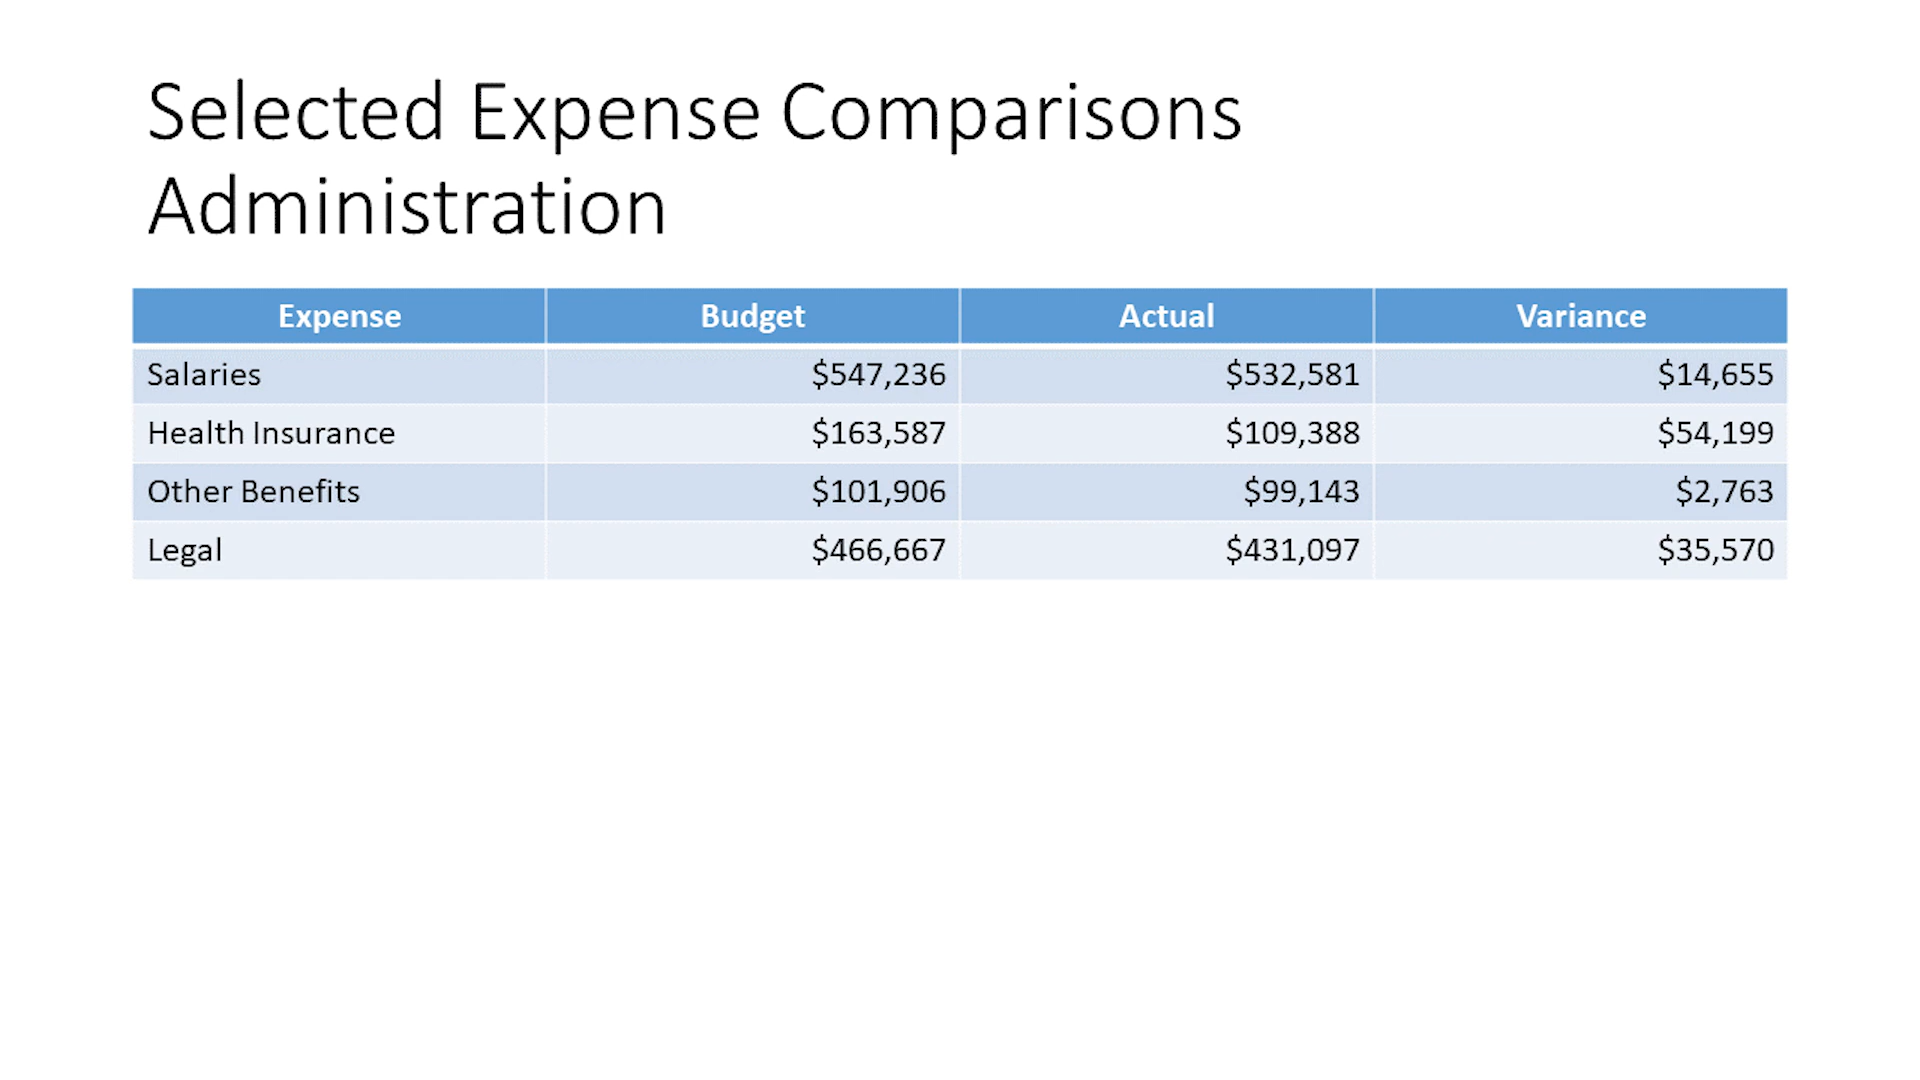 Selected Expense Comparisons
Administration
Expense Budget Actual Variance
Salaries $547,236 $532,581 $14,655
Health Insurance $163,587 $109,388 $54,199
Other Benefits $101,906 $99,143 $2,763
Legal $466,667 $431,097 $35,570